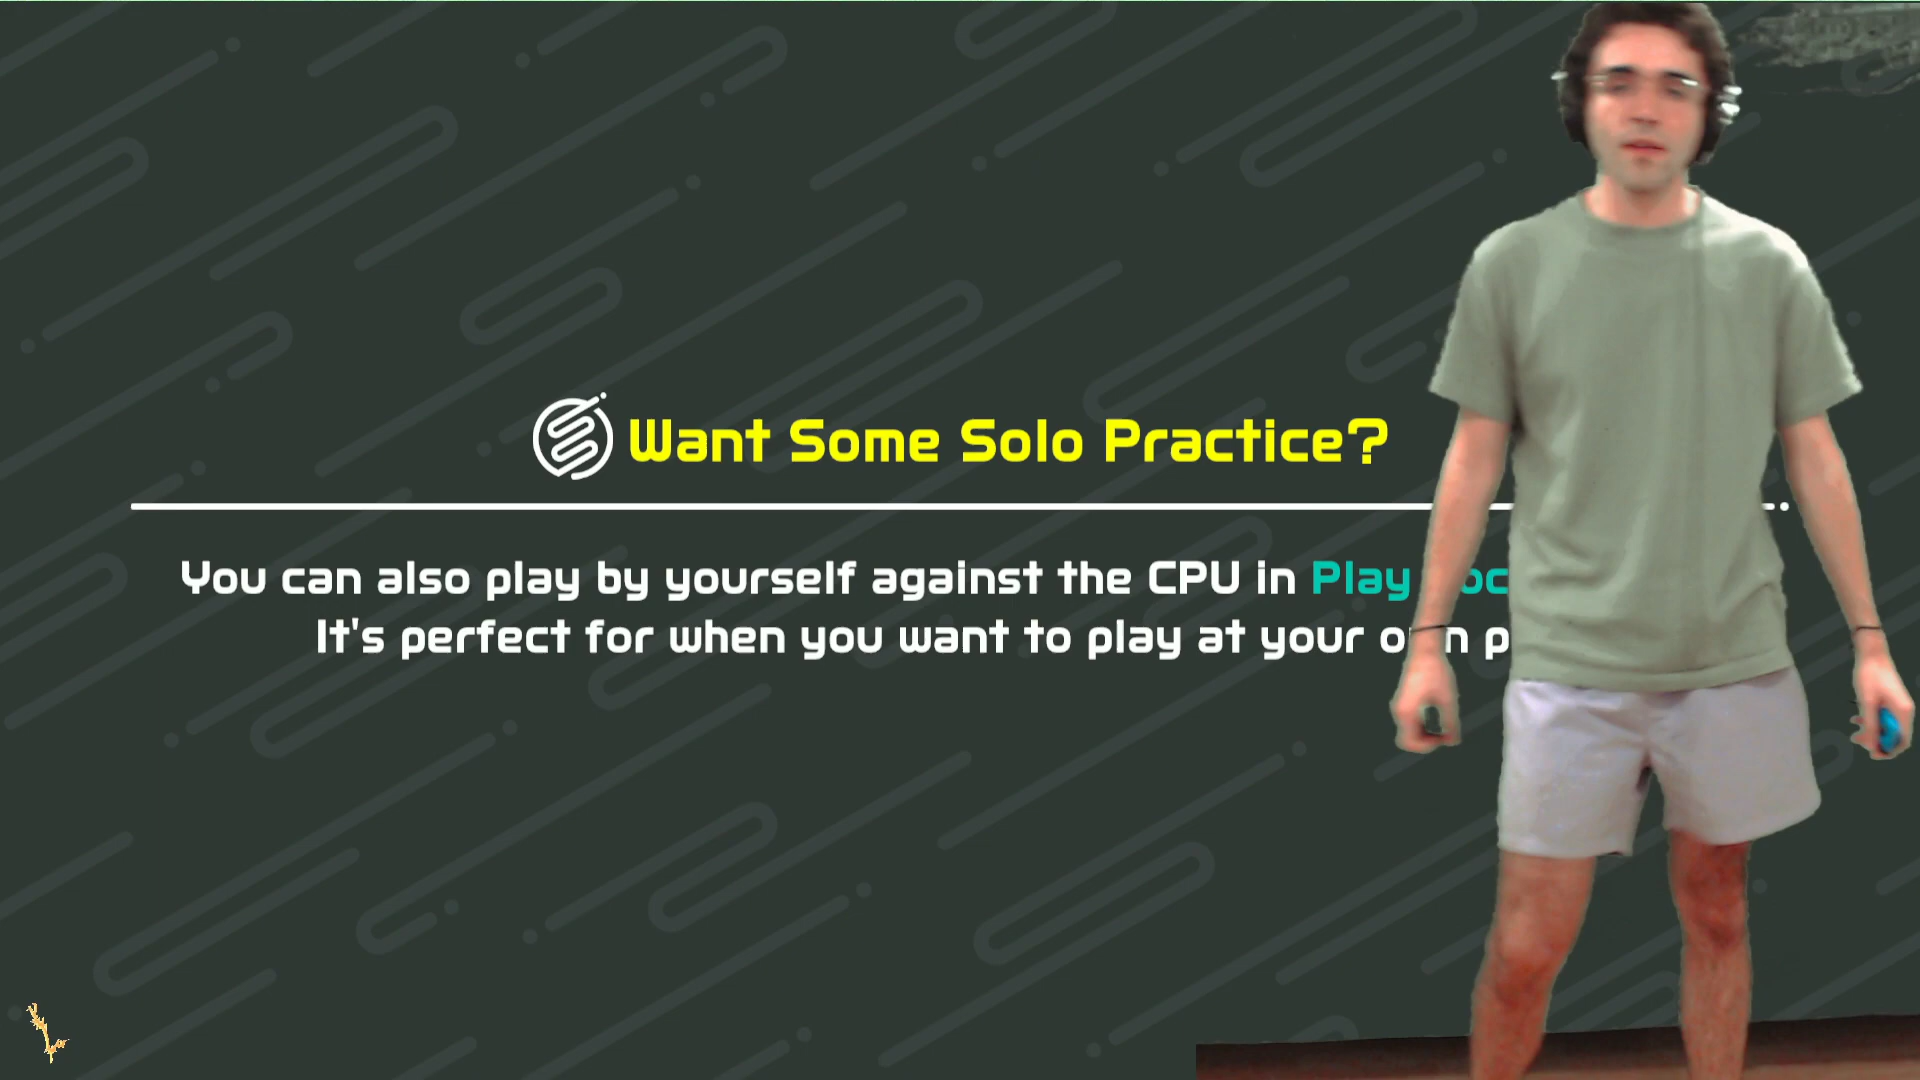 Want Some Solo Practice?
You can also play by yourself against the CPU in Play
It's perfect for when you want to play at your